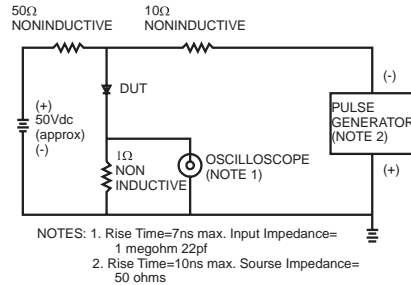 50Ω
NONINDUCTIVE
10Ω
NONINDUCTIVE
(+)
50Vdc
(approx)
(-)
DUT
1Ω
NON
INDUCTIVE
OSCILLOSCOPE
(NOTE 1)
(-)
PULSE
GENERATOR
(NOTE 2)
(+)
NOTES: 1. Rise Time=7ns max. Input Impedance=
1 megohm 22pf
2. Rise Time=10ns max. Sourse Impedance=
50 ohms